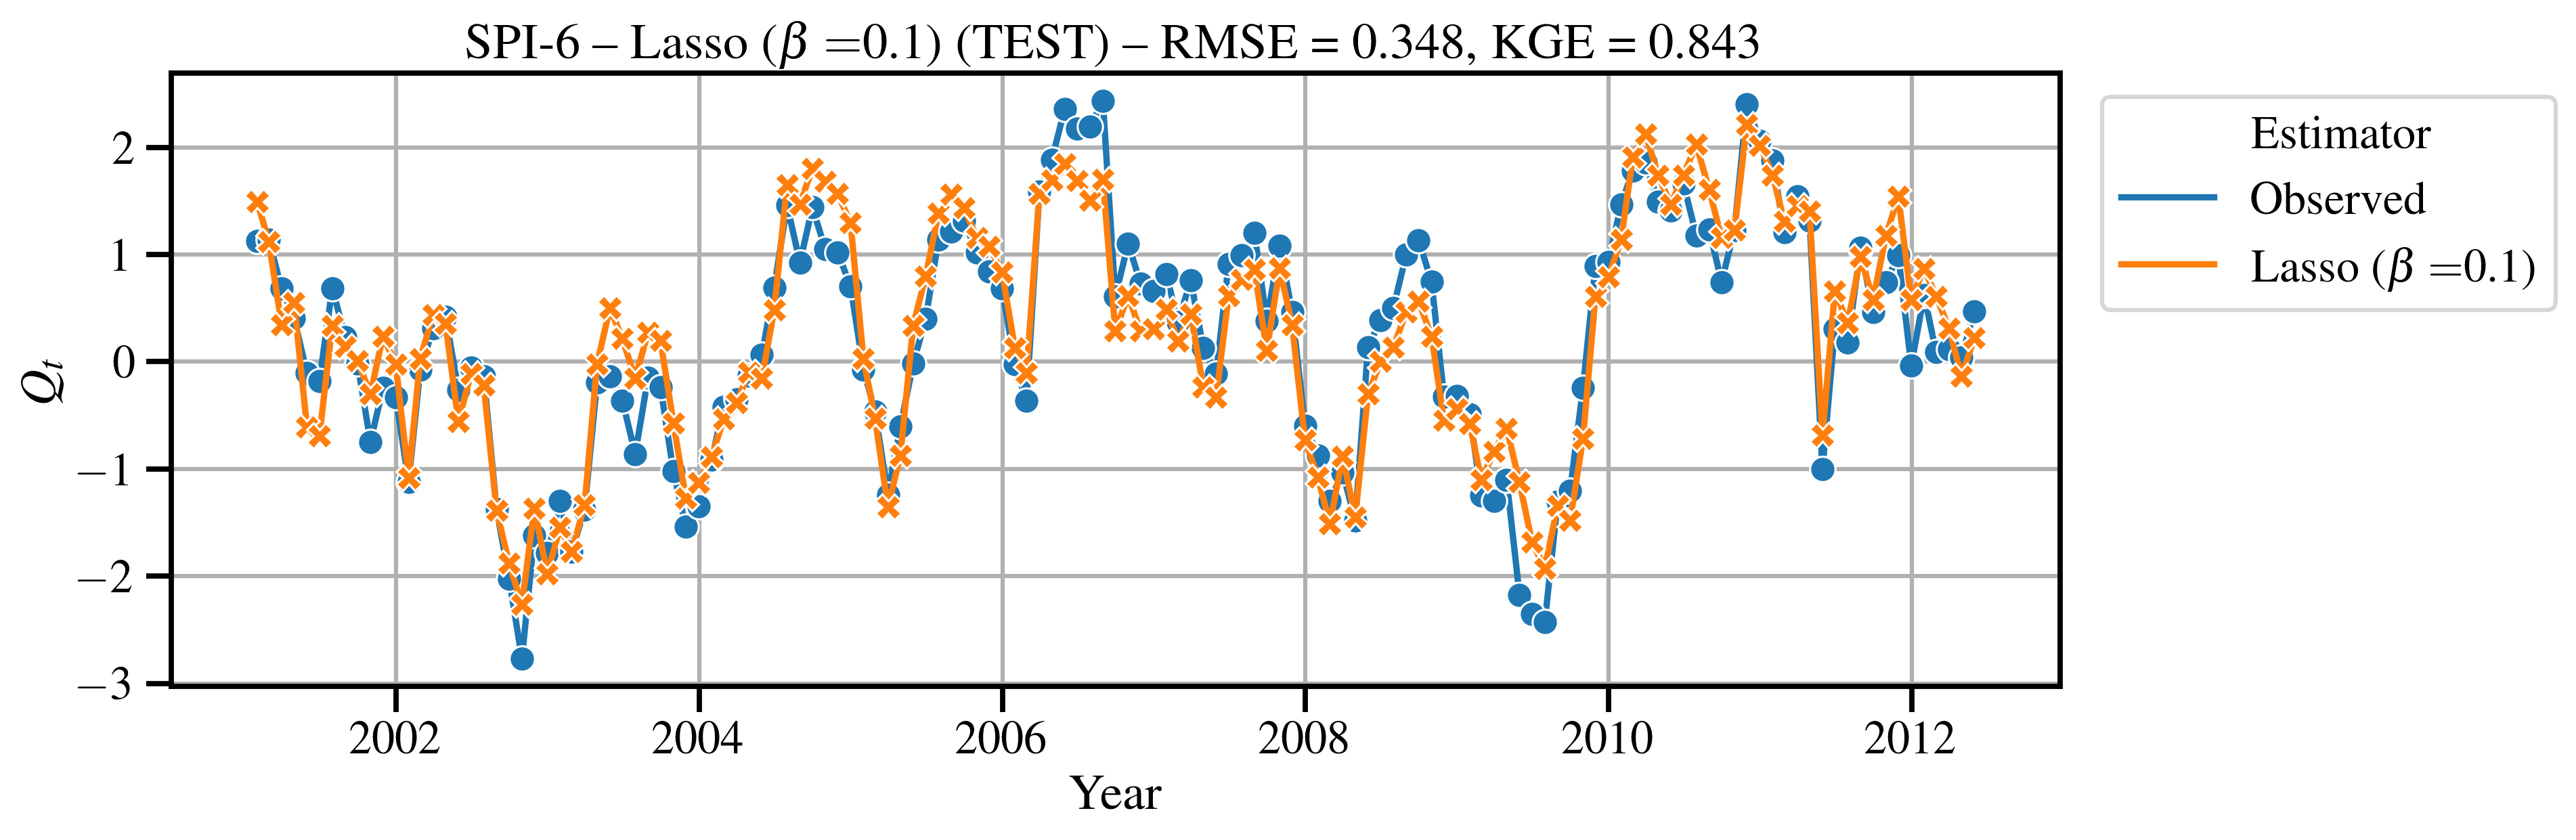 SPI-6 – Lasso (β =0.1) (TEST) – RMSE = 0.348, KGE = 0.843
2
1
0
−1
−2
−3
Qt
2002 2004 2006 2008 2010 2012
Year
Estimator
Observed
Lasso (β =0.1)